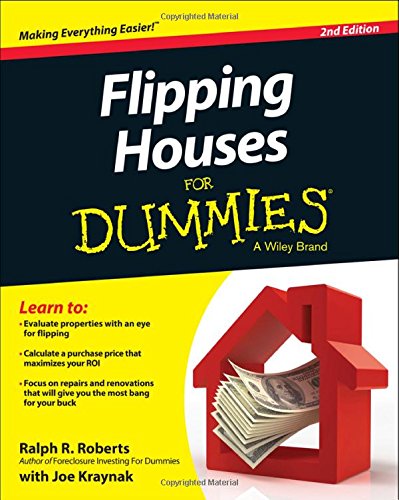 Making Everything Easier!™
2nd Edition
Flipping
Houses
FOR
DUMMIES®
A Wiley Brand
Learn to:
• Evaluate properties with an eye
for flipping
• Calculate a purchase price that
maximizes your ROI
• Focus on repairs and renovations
that will give you the most bang
for your buck
Ralph R. Roberts
Author of Foreclosure Investing For Dummies
with Joe Kraynak